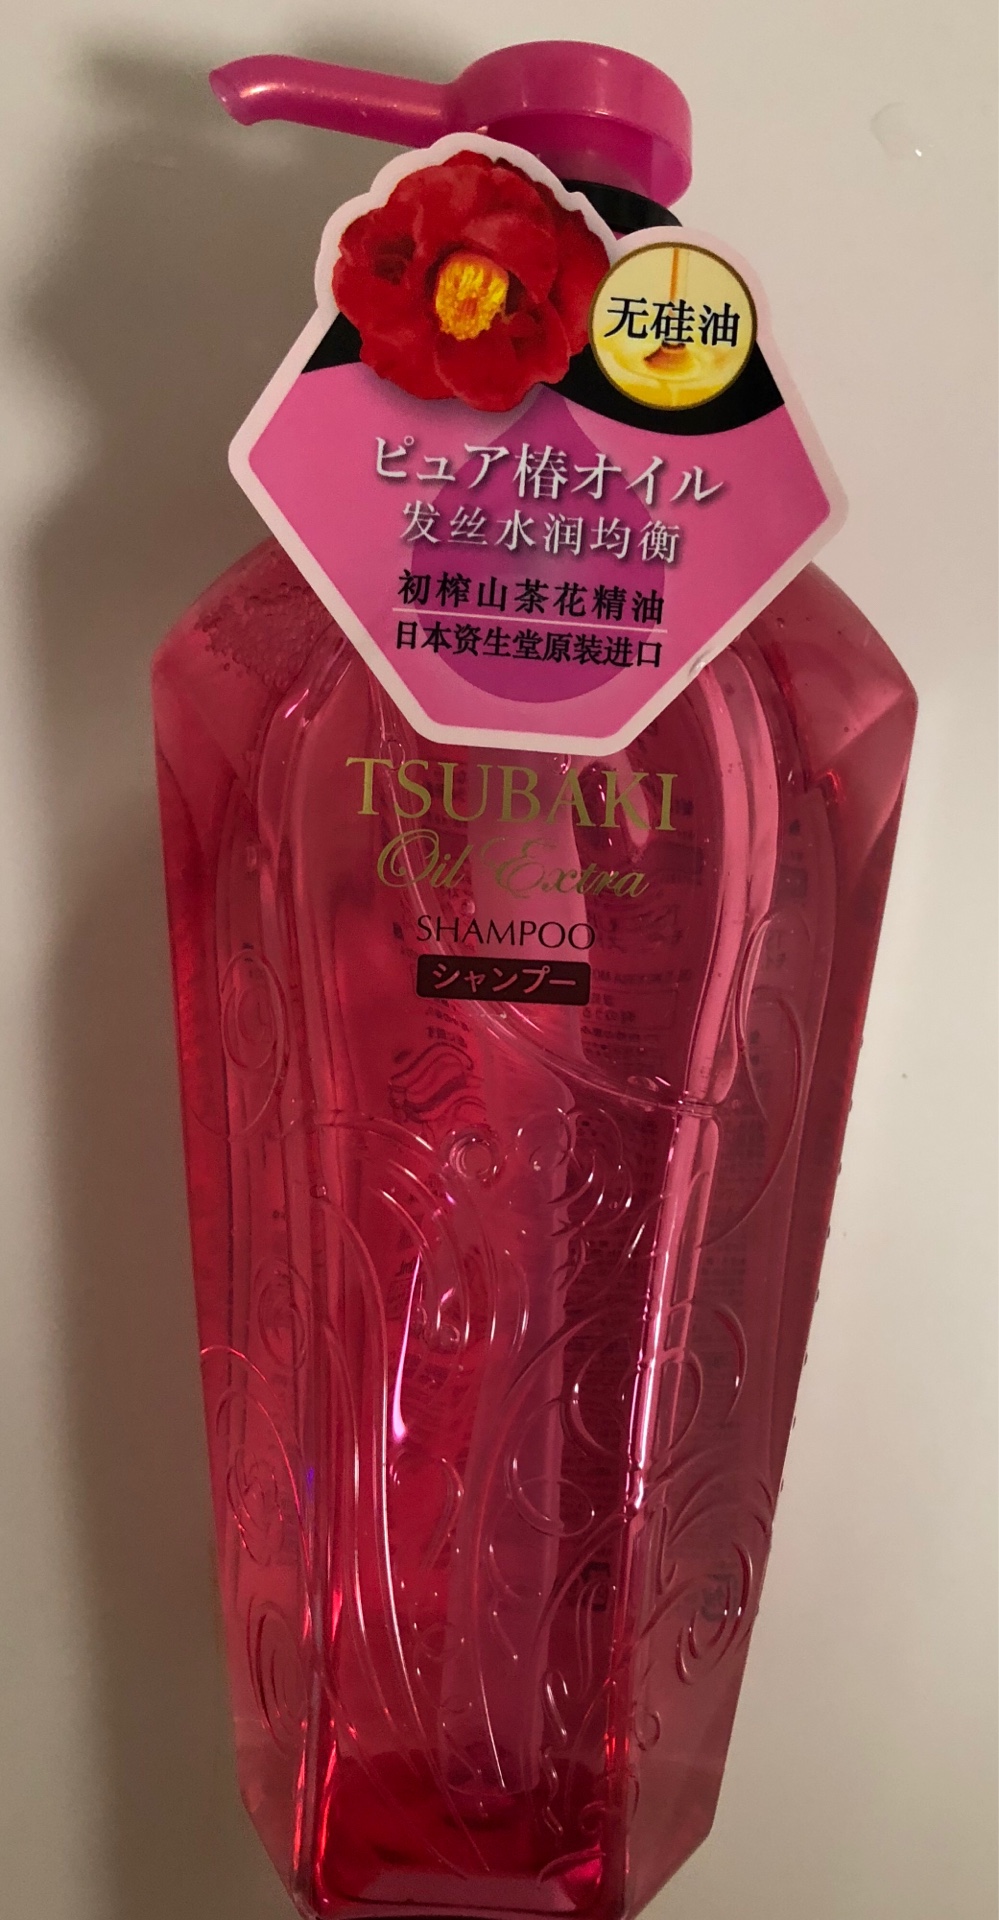 无硅油
ピュア椿オイル
发丝水润均衡
初榨山茶花精油
日本资生堂原装进口
TSUBAKI
Oil Extra
SHAMPOO
シャンプー